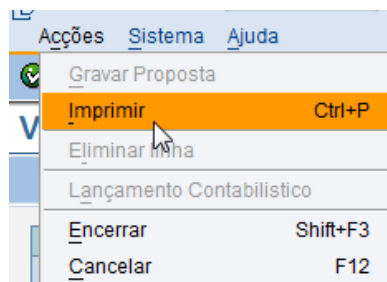 Acções Sistema Ajuda
Gravar Proposta
Imprimir Ctrl+P
Eliminar linha
Lançamento Contabilistico
Encerrar Shift+F3
Cancelar F12